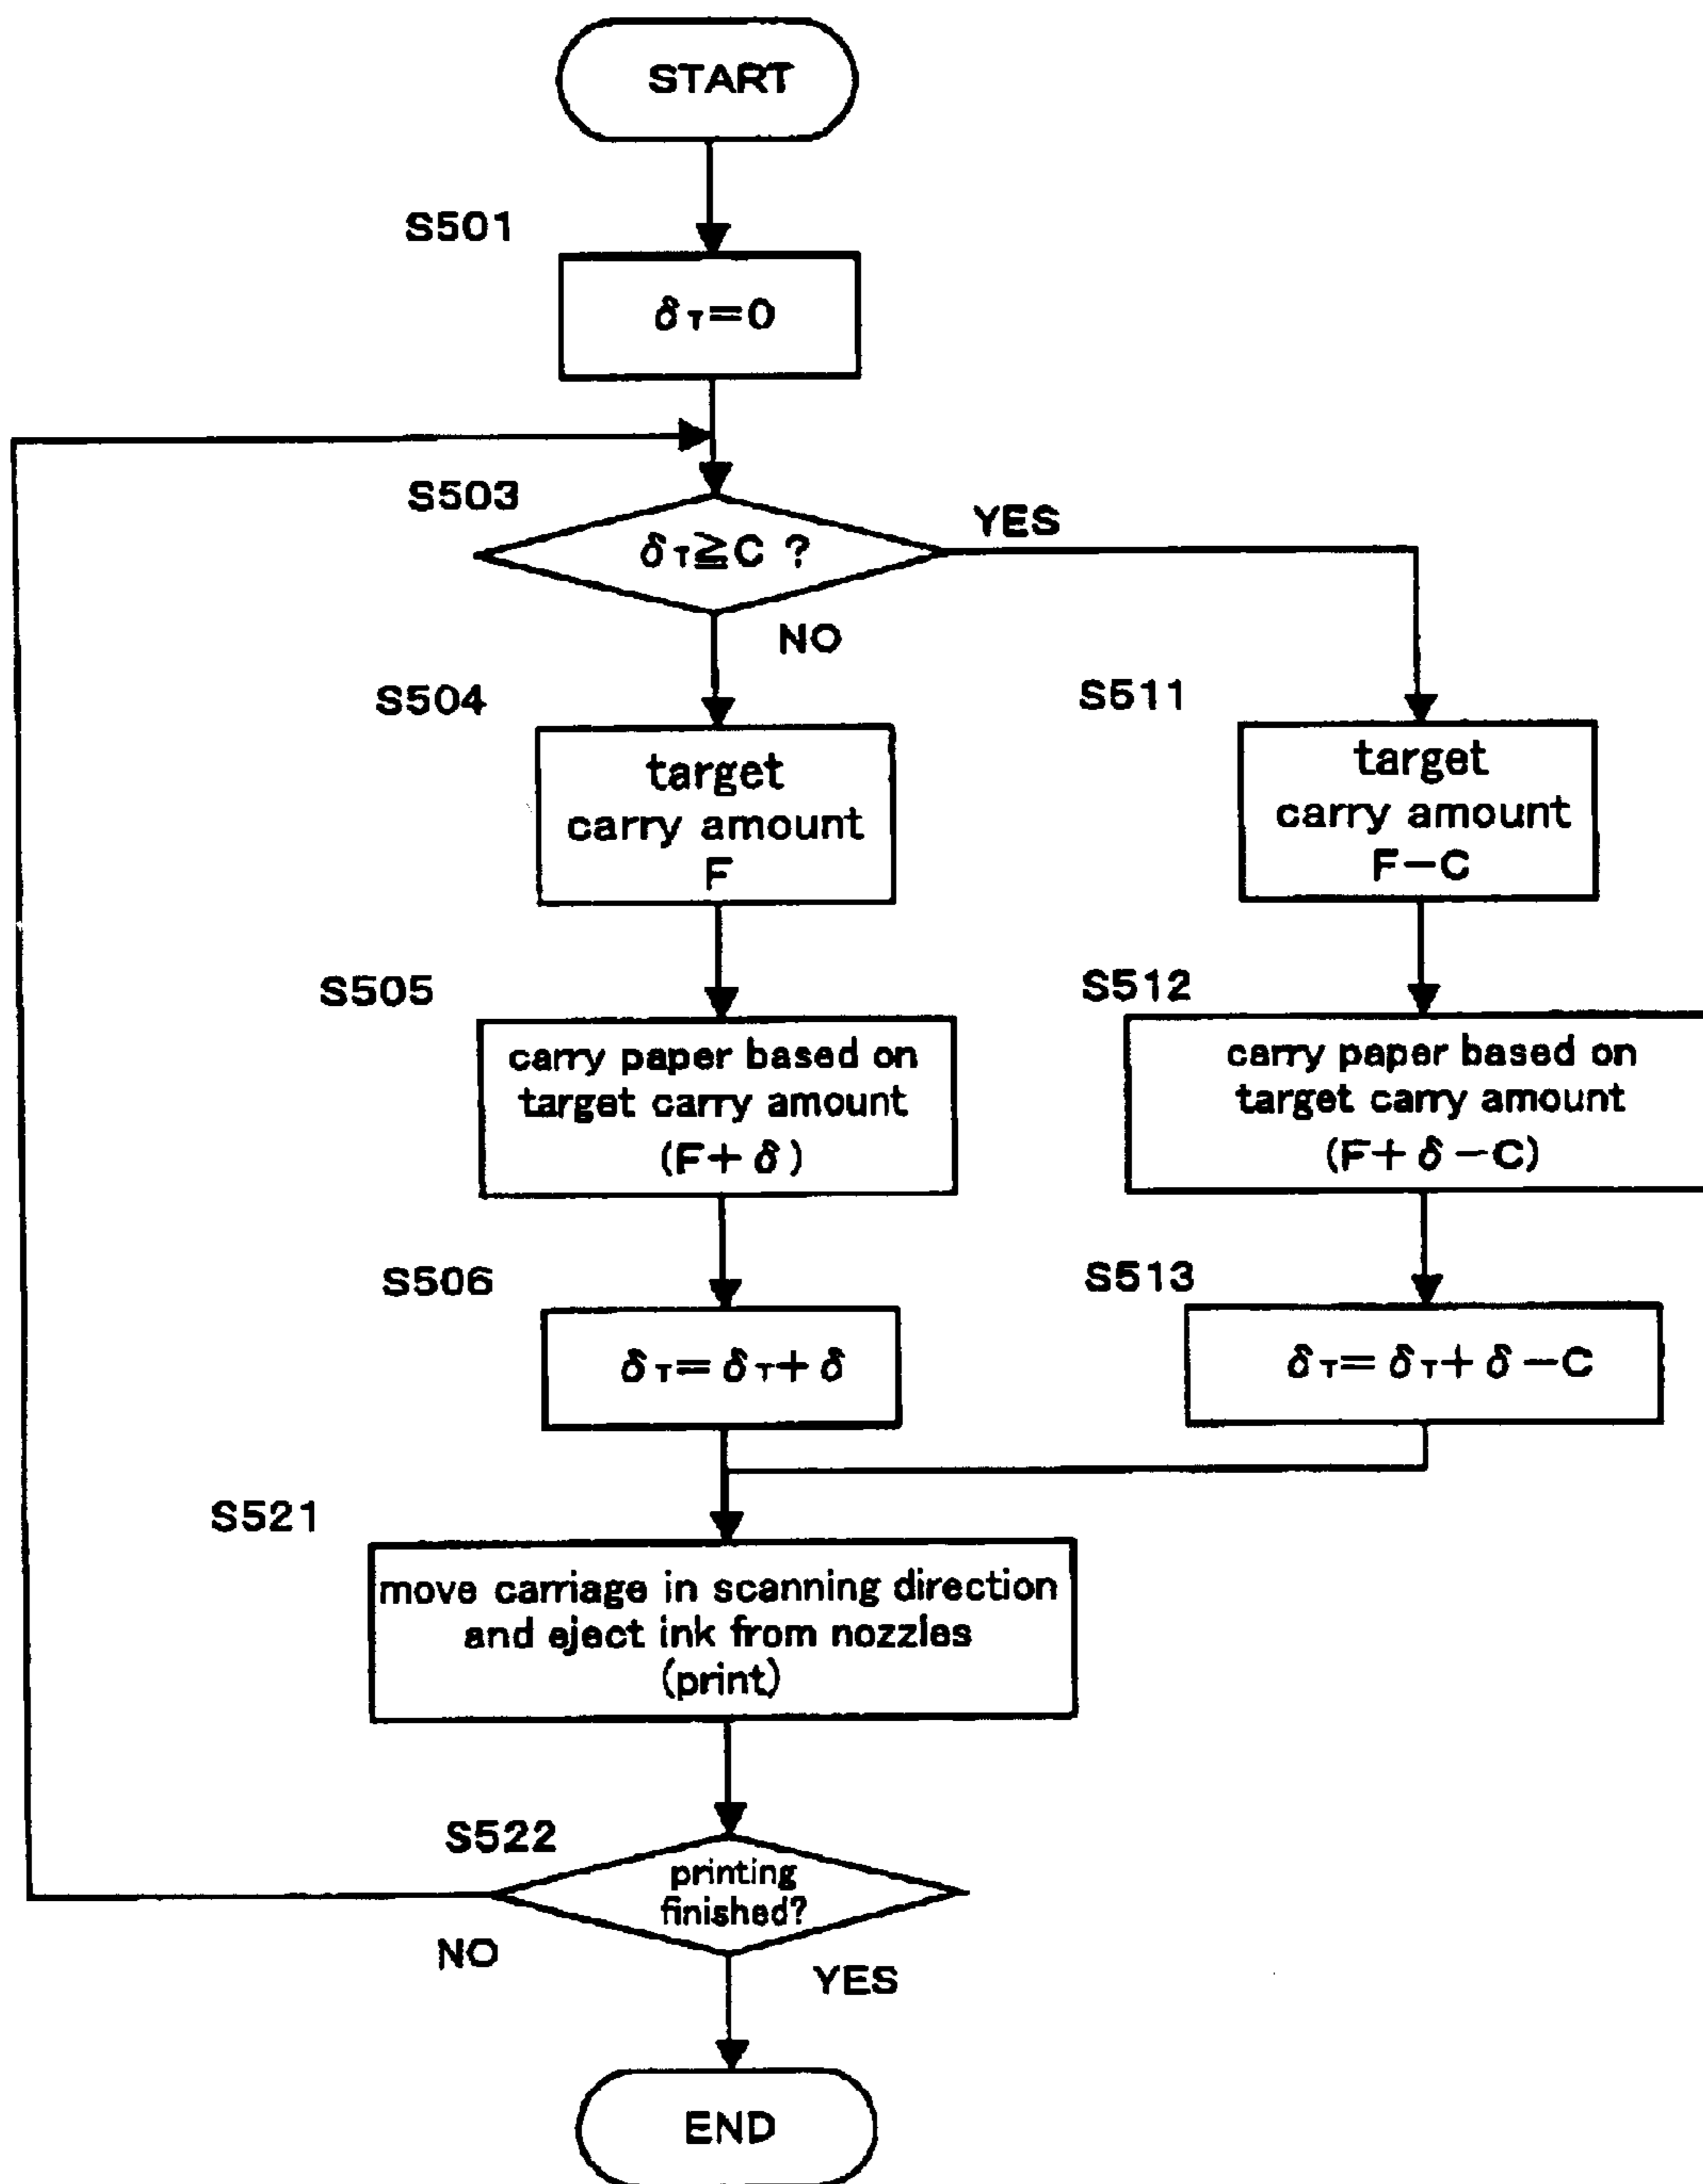 START
S501
δT=0
S503
δT≧C ?
YES
NO
S504
target
carry amount
F
S511
target
carry amount
F-C
S505
carry paper based on
target carry amount
(F+δ)
S512
carry paper based on
target carry amount
(F+δ-C)
S506
δT=δT+δ
S513
δT=δT+δ-C
S521
move carriage in scanning direction
and eject ink from nozzles
(print)
S522
printing
finished?
NO
YES
END